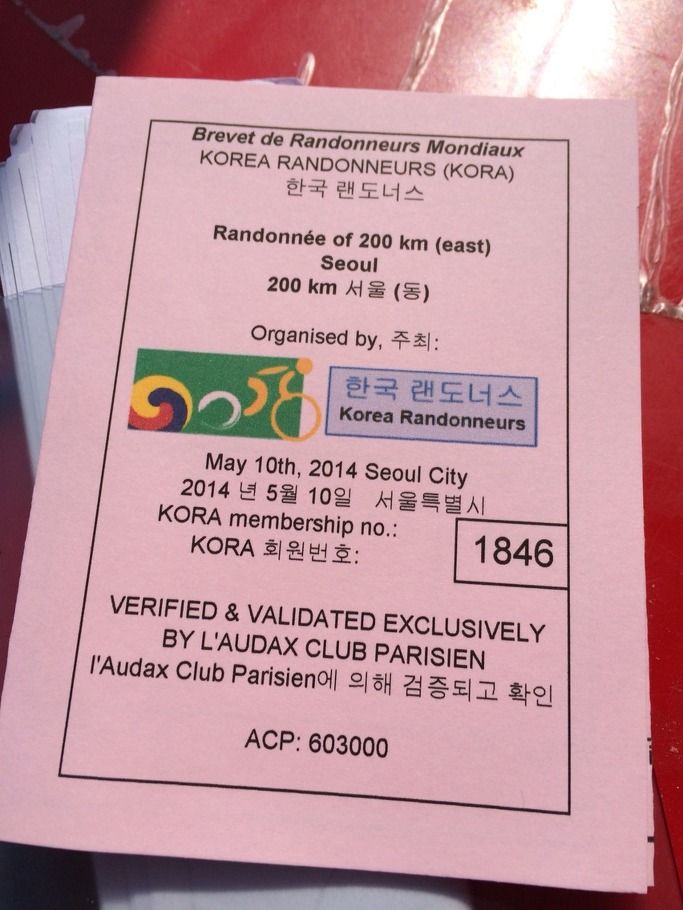 Brevet de Randonneurs Mondiaux
KOREA RANDONNEURS (KORA)
한국 랜도너스
Randonnée of 200 km (east)
Seoul
200 km 서울 (동)
Organised by, 주최:
한국 랜도너스
Korea Randonneurs
May 10th, 2014 Seoul City
2014 년 5월 10일 서울특별시
KORA membership no.:
KORA 회원번호:
1846
VERIFIED & VALIDATED EXCLUSIVELY
BY L'AUDAX CLUB PARISIEN
l'Audax Club Parisien에 의해 검증되고 확인
ACP: 603000